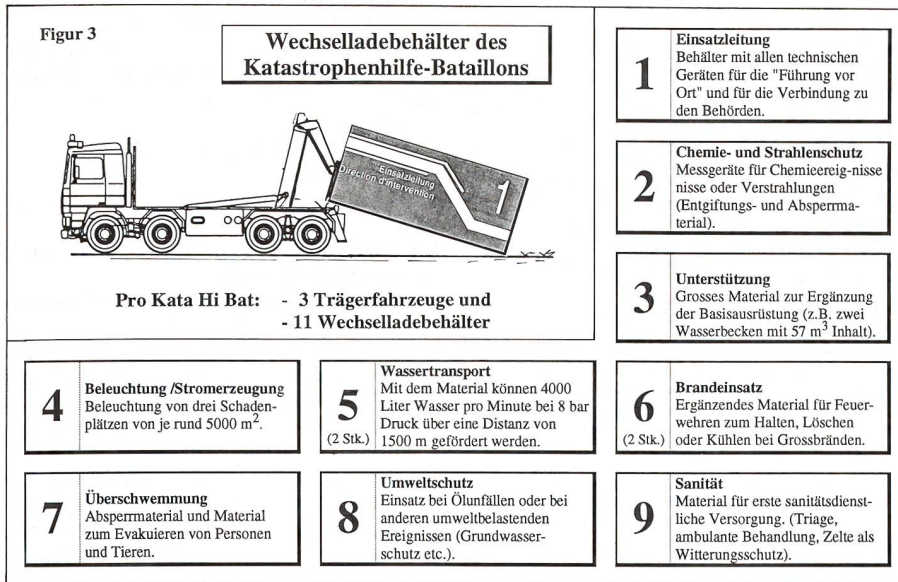 Figur 3
Wechselladebehälter des
Katastrophenhilfe-Bataillons
Einsatzleitung
Direction d'intervention
1
Pro Kata Hi Bat: - 3 Trägerfahrzeuge und
- 11 Wechselladebehälter
1
Einsatzleitung
Behälter mit allen technischen
Geräten für die "Führung vor
Ort" und für die Verbindung zu
den Behörden.
2
Chemie- und Strahlenschutz
Messgeräte für Chemieereig-nisse
nisse oder Verstrahlungen
(Entgiftungs- und Absperrma-
terial).
3
Unterstützung
Grosses Material zur Ergänzung
der Basisausrüstung (z.B. zwei
Wasserbecken mit 57 m³ Inhalt).
4
Beleuchtung /Stromerzeugung
Beleuchtung von drei Schaden-
plätzen von je rund 5000 m².
5
(2 Stk.)
Wassertransport
Mit dem Material können 4000
Liter Wasser pro Minute bei 8 bar
Druck über eine Distanz von
1500 m gefördert werden.
6
(2 Stk.)
Brandeinsatz
Ergänzendes Material für Feuer-
wehren zum Halten, Löschen
oder Kühlen bei Grossbränden.
7
Überschwemmung
Absperrmaterial und Material
zum Evakuieren von Personen
und Tieren.
8
Umweltschutz
Einsatz bei Ölunfällen oder bei
anderen umweltbelastenden
Ereignissen (Grundwasser-
schutz etc.).
9
Sanität
Material für erste sanitätsdienst-
liche Versorgung. (Triage,
ambulante Behandlung, Zelte als
Witterungsschutz).